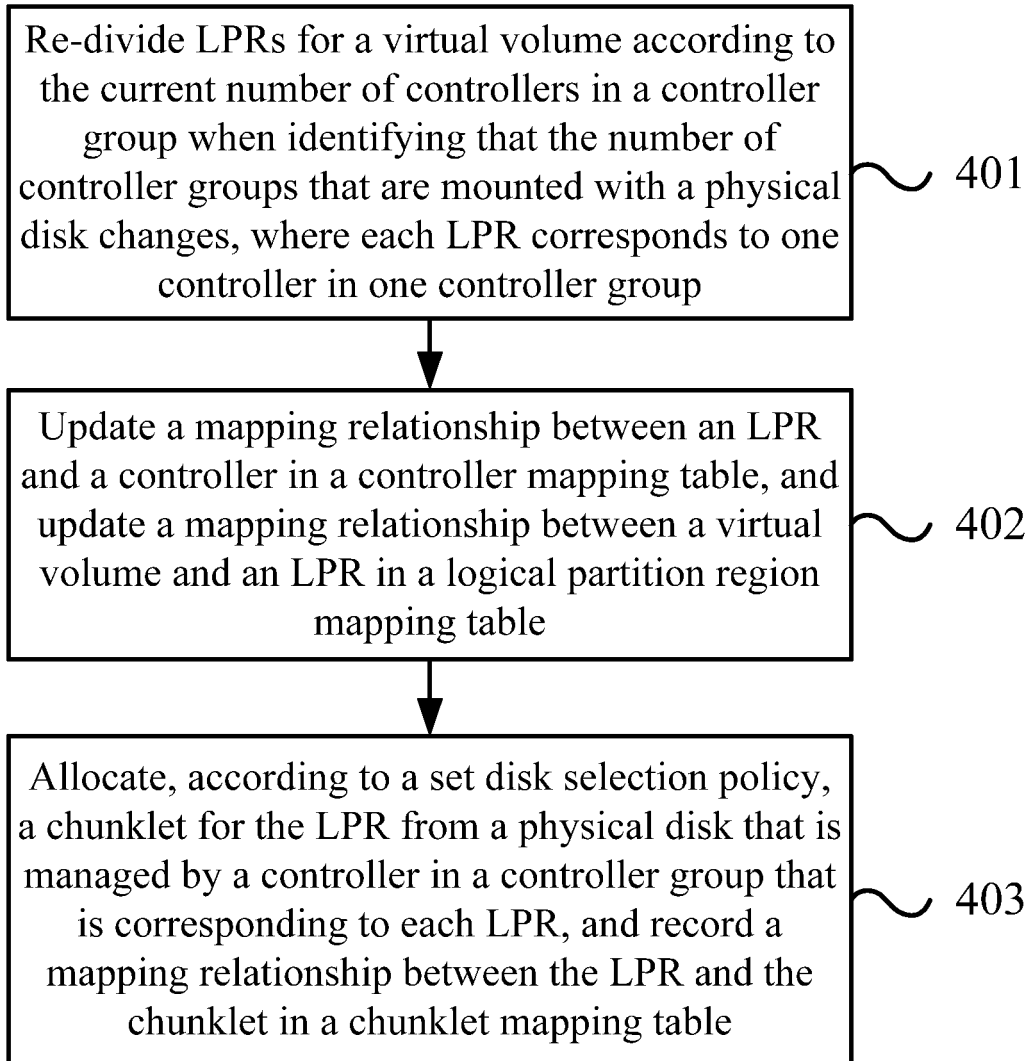 Re-divide LPRs for a virtual volume according to
the current number of controllers in a controller
group when identifying that the number of
controller groups that are mounted with a physical
disk changes, where each LPR corresponds to one
controller in one controller group
401
Update a mapping relationship between an LPR
and a controller in a controller mapping table, and
update a mapping relationship between a virtual
volume and an LPR in a logical partition region
mapping table
402
Allocate, according to a set disk selection policy,
a chunklet for the LPR from a physical disk that is
managed by a controller in a controller group that
is corresponding to each LPR, and record a
mapping relationship between the LPR and the
chunklet in a chunklet mapping table
403